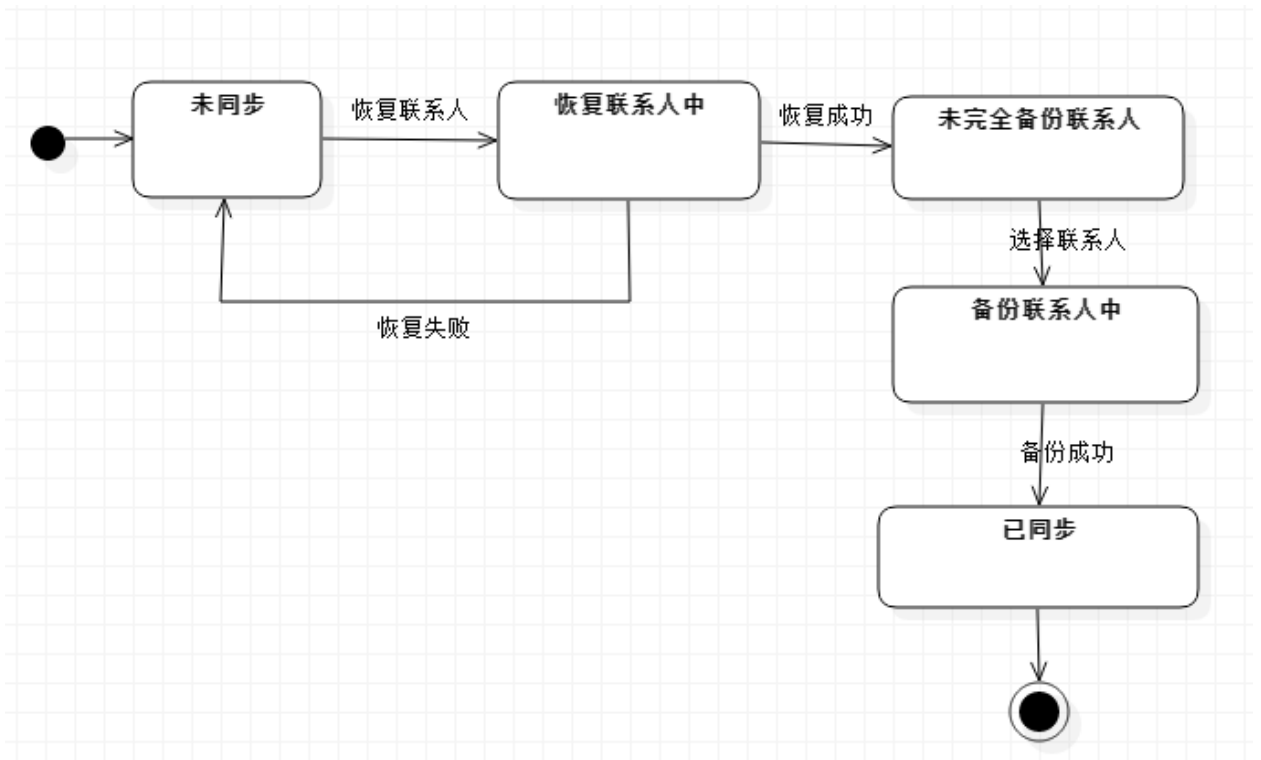 未同步
恢复联系人
恢复联系人中
恢复成功
未完全备份联系人
选择联系人
备份联系人中
恢复失败
备份成功
已同步